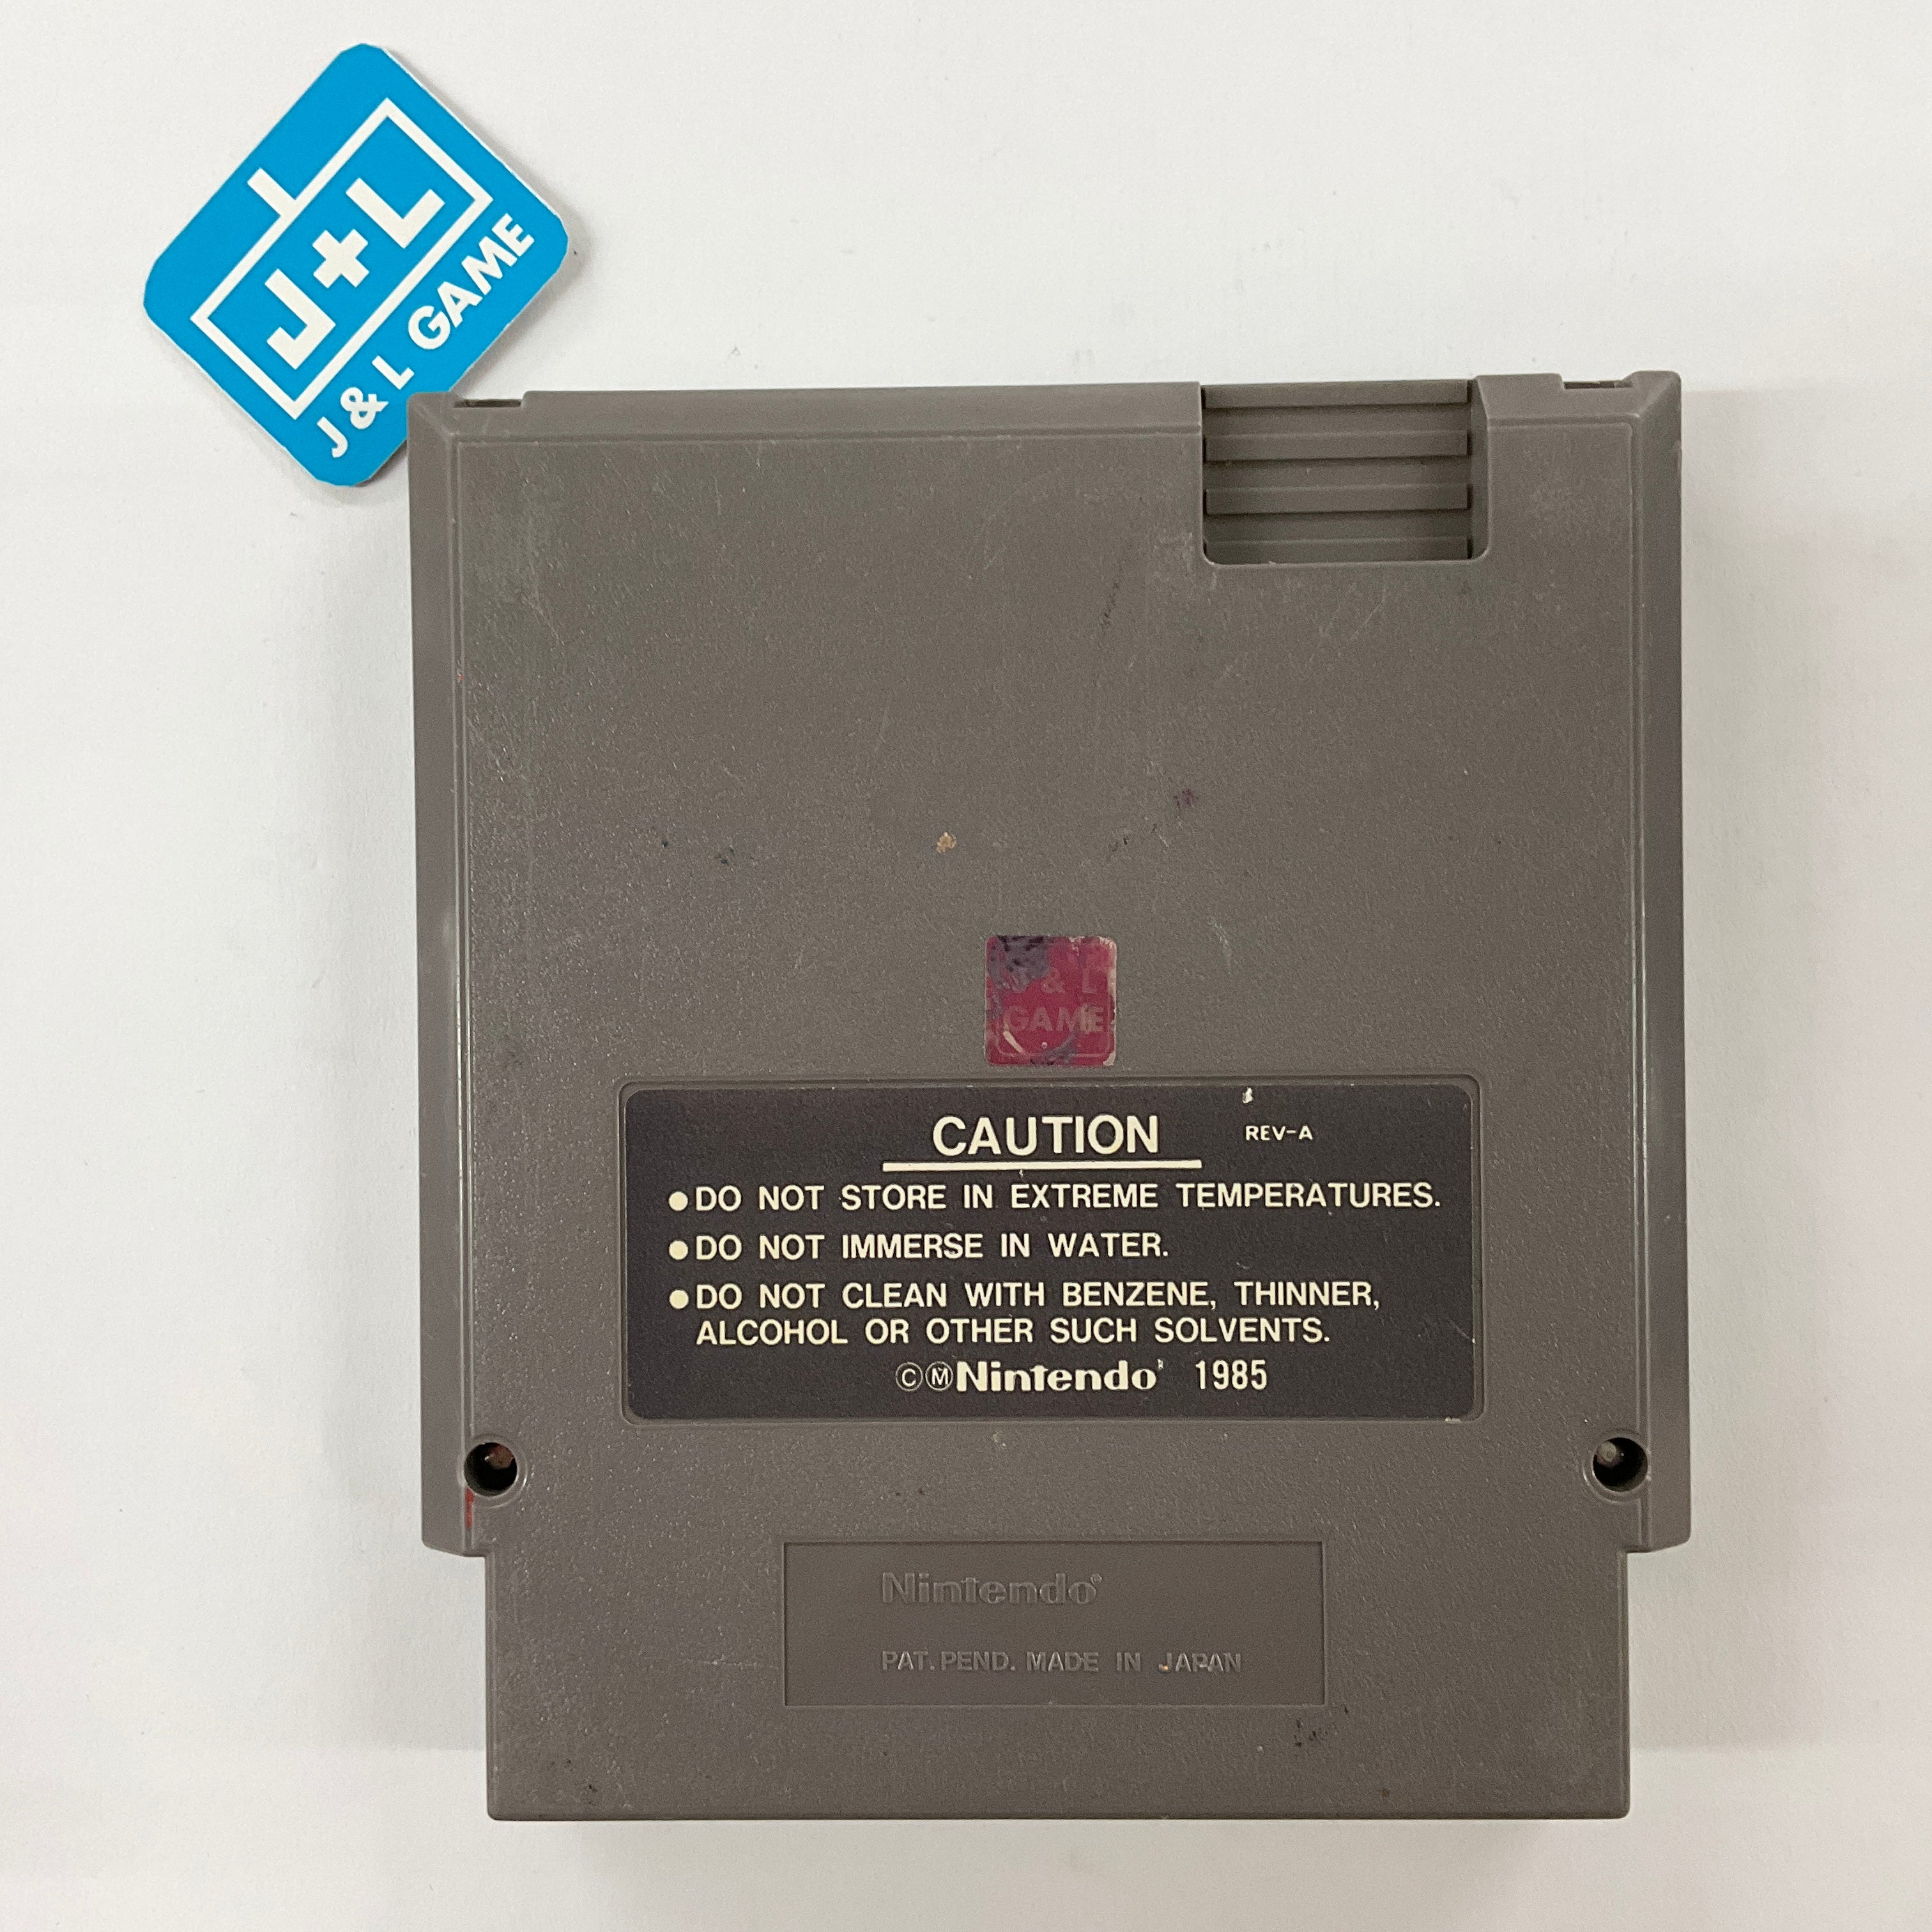 J+L
J & L GAME
J & L
GAME
CAUTION REV-A
●DO NOT STORE IN EXTREME TEMPERATURES.
●DO NOT IMMERSE IN WATER.
●DO NOT CLEAN WITH BENZENE, THINNER,
ALCOHOL OR OTHER SUCH SOLVENTS.
©ⓂNintendo® 1985
Nintendo®
PAT. PEND. MADE IN JAPAN